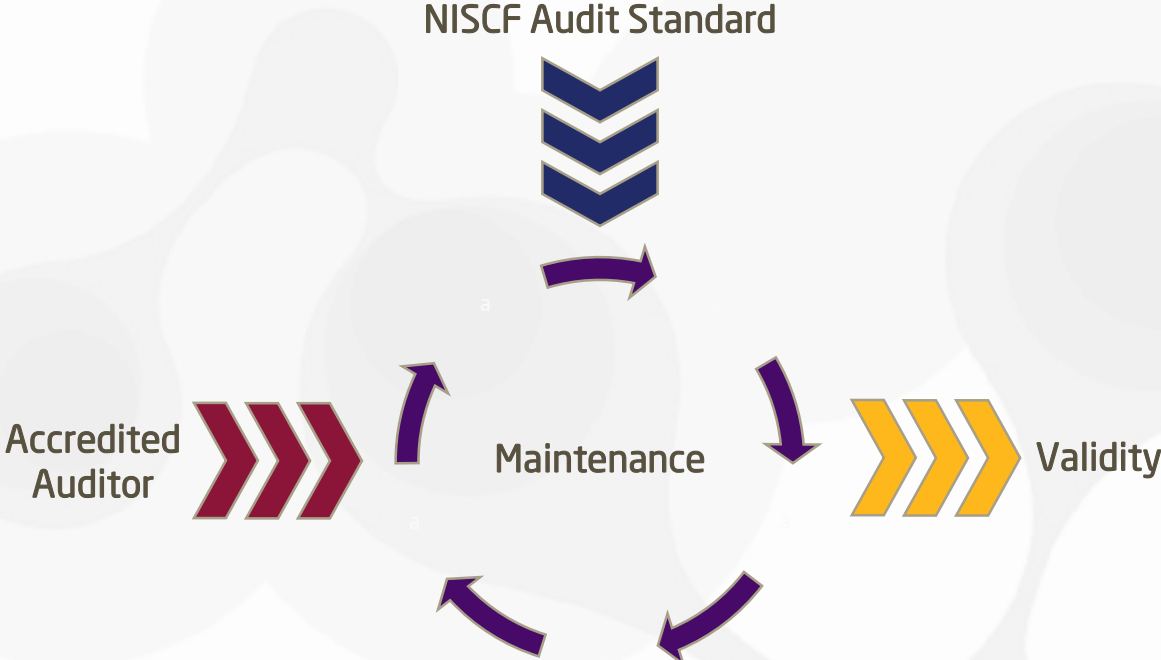 NISCF Audit Standard
a
Accredited
Auditor
Maintenance
Validity
a